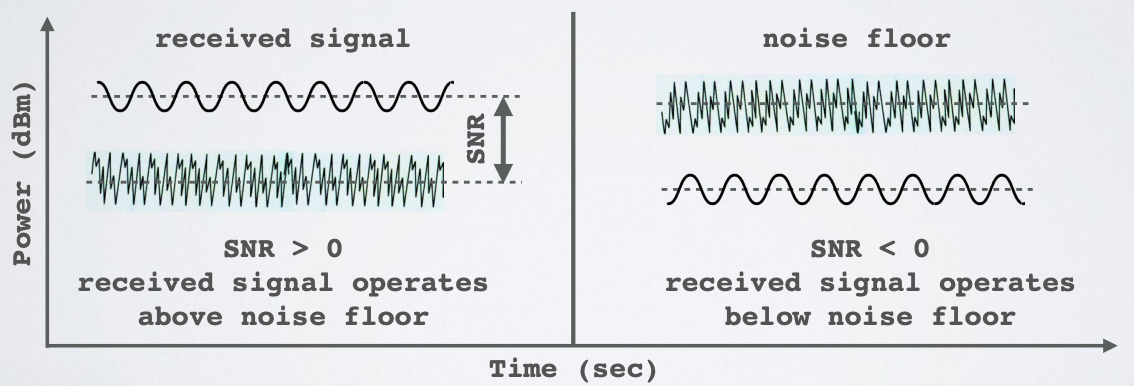 Power (dBm)
received signal
SNR
SNR > 0
received signal operates
above noise floor
noise floor
SNR < 0
received signal operates
below noise floor
Time (sec)